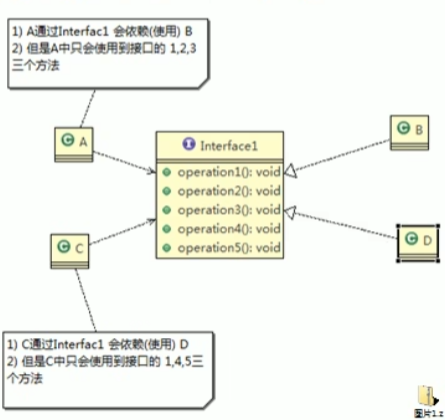 1) A通过Interfac1 会依赖(使用) B
2) 但是A中只会使用到接口的 1,2,3
三个方法
C A
I Interface1
operation1(): void
operation2(): void
operation3(): void
operation4(): void
operation5(): void
C B
C D
C C
1) C通过Interfac1 会依赖(使用) D
2) 但是C中只会使用到接口的 1,4,5三
个方法
图片1.z